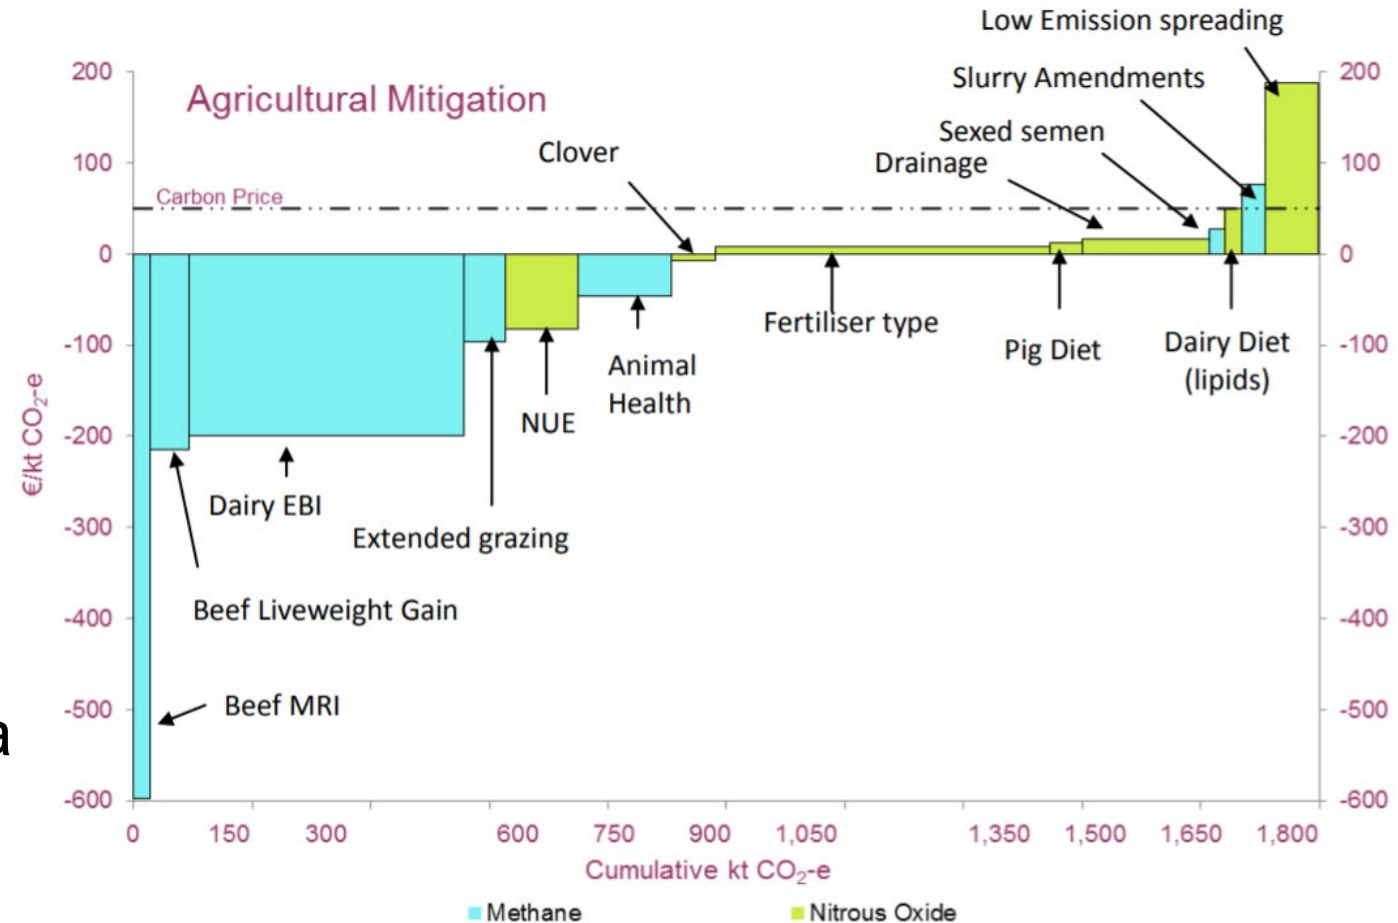 Low Emission spreading
200
200
Slurry Amendments
Agricultural Mitigation
Sexed semen
Clover
Drainage
100
100
Carbon Price
0
0
Fertiliser type
Pig Diet
Dairy Diet
(lipids)
-100
-100
Animal
Health
NUE
€/kt CO₂-e
-200
-200
Dairy EBI
Extended grazing
-300
-300
Beef Liveweight Gain
-400
-400
Beef MRI
-500
-500
a
-600
-600
0 150 300 600 750 900 1,050 1,350 1,500 1,650 1,800
Cumulative kt CO₂-e
Methane Nitrous Oxide